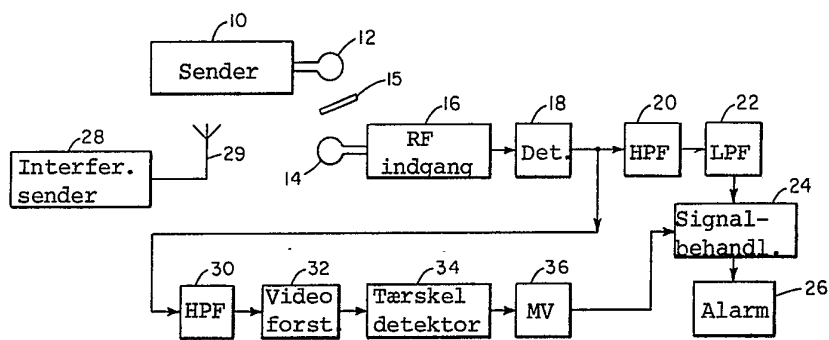 10
12
Sender
15
28
Interfer.
sender
29
14
16
RF
indgang
18
Det.
20
HPF
22
LPF
24
Signal-
behandl.
30
HPF
32
Video
forst.
34
Tærskel
detektor
36
MV
26
Alarm